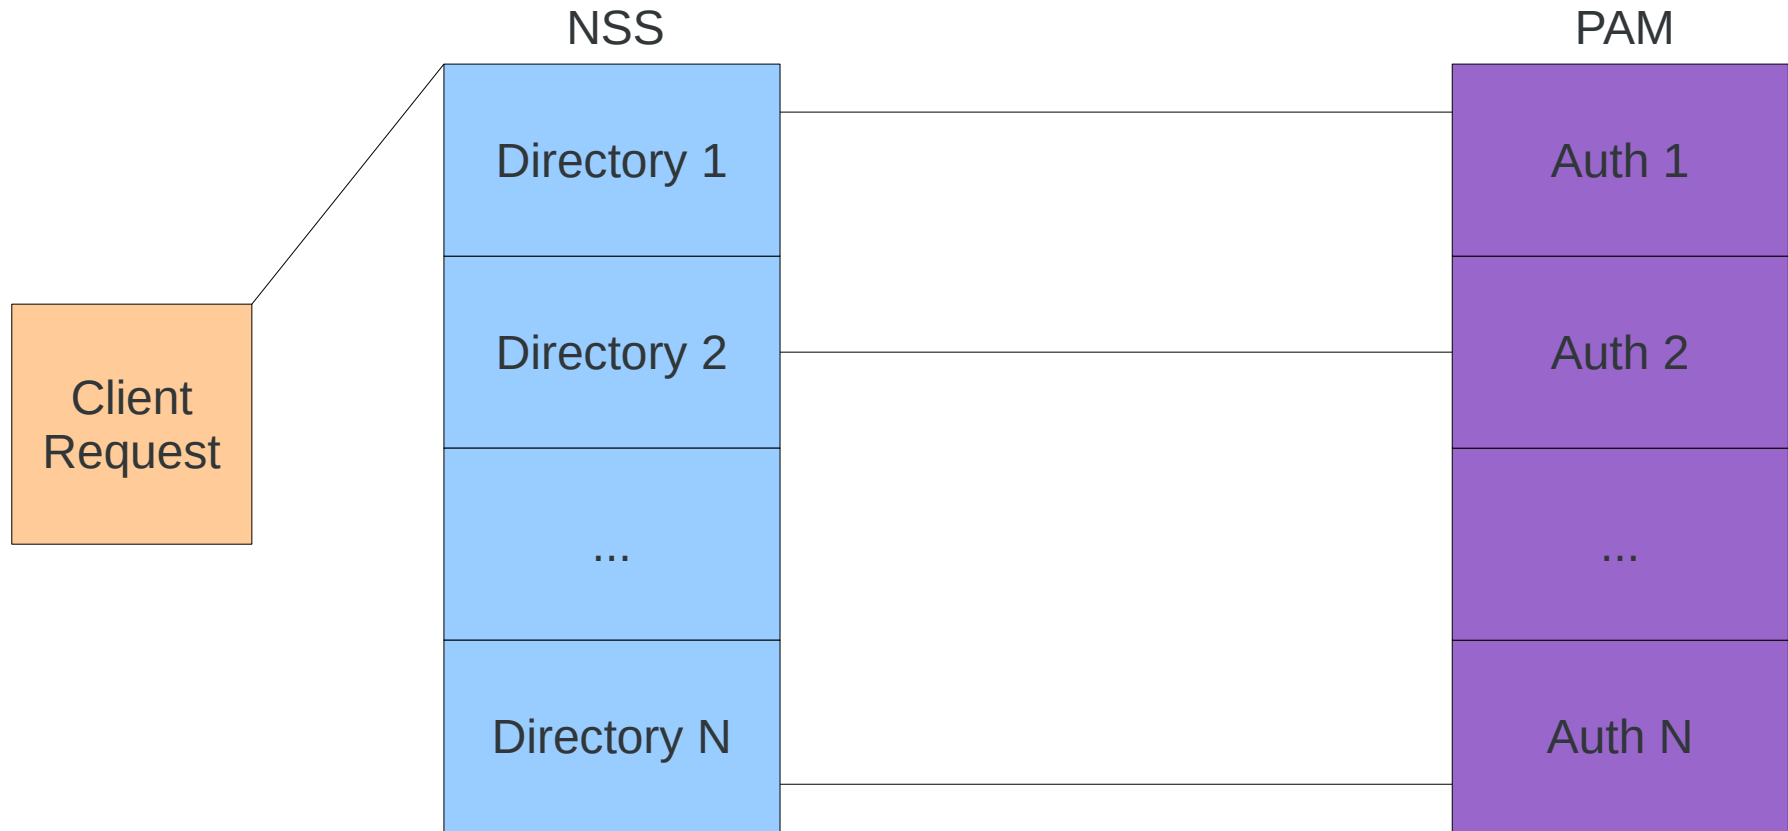 NSS
PAM
Directory 1
Auth 1
Directory 2
Auth 2
Client
Request
...
...
Directory N
Auth N